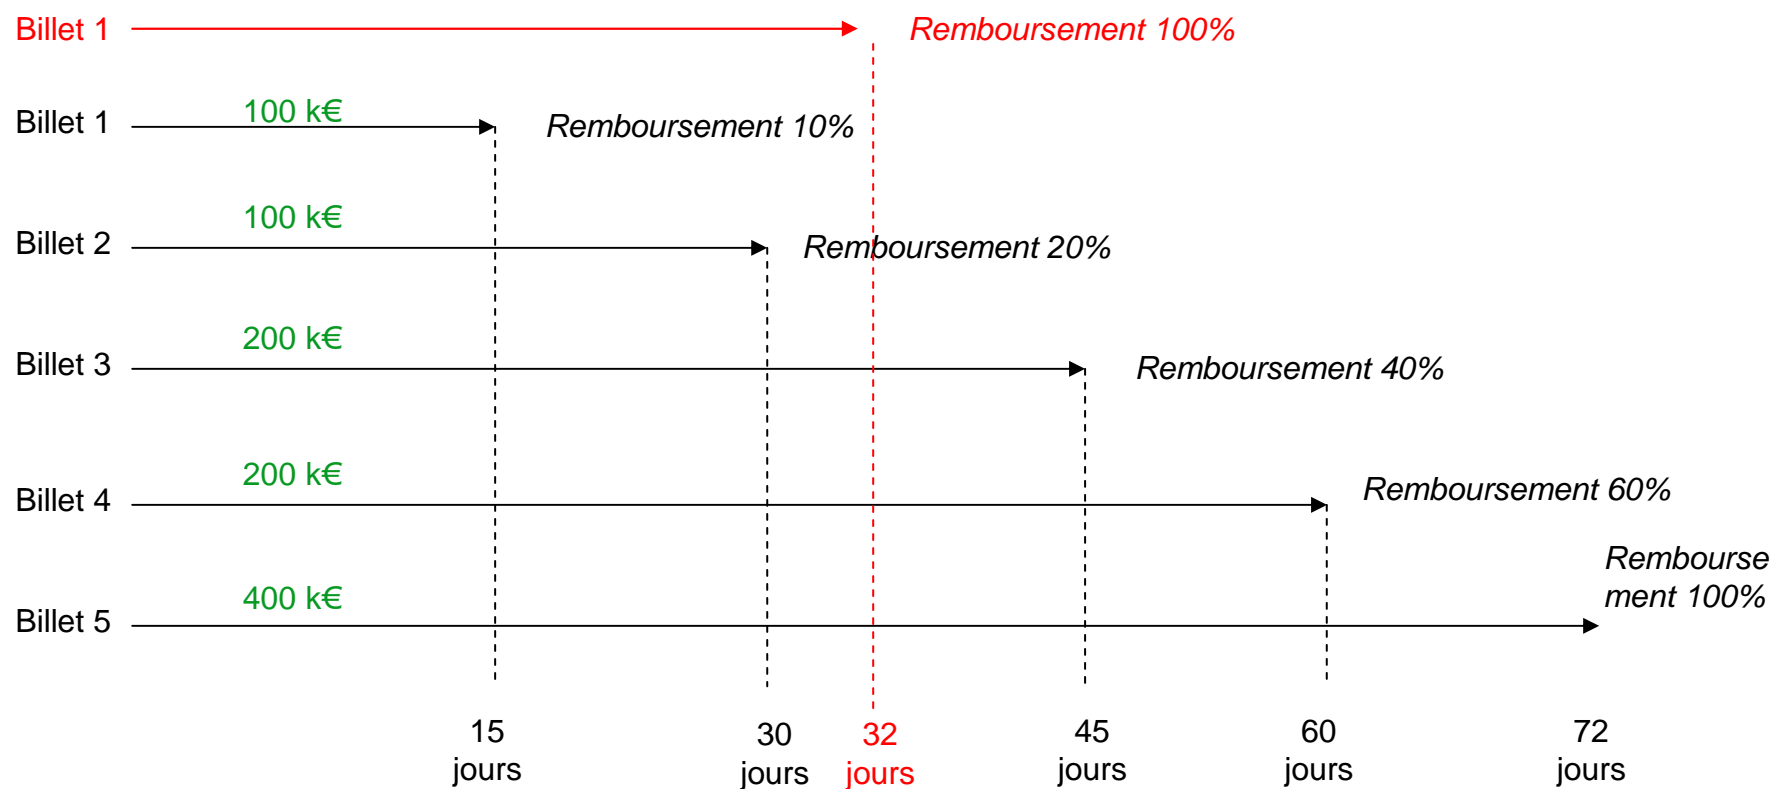 Billet 1 Remboursement 100%
Billet 1 100 k€ Remboursement 10%
Billet 2 100 k€ Remboursement 20%
Billet 3 200 k€ Remboursement 40%
Billet 4 200 k€ Remboursement 60%
Billet 5 400 k€ Rembourse
ment 100%
15 30 32 45 60 72
jours jours jours jours jours jours